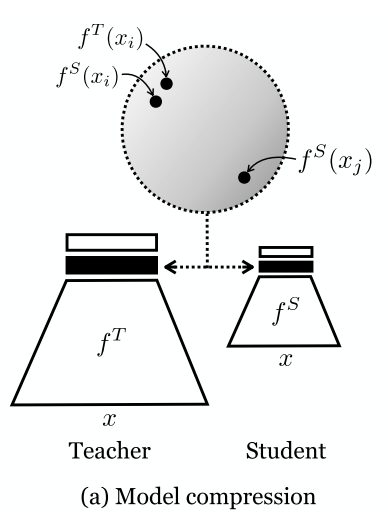 f^T(x_i)
f^S(x_i)
f^S(x_j)
f^T
f^S
x
x
Teacher
Student
(a) Model compression